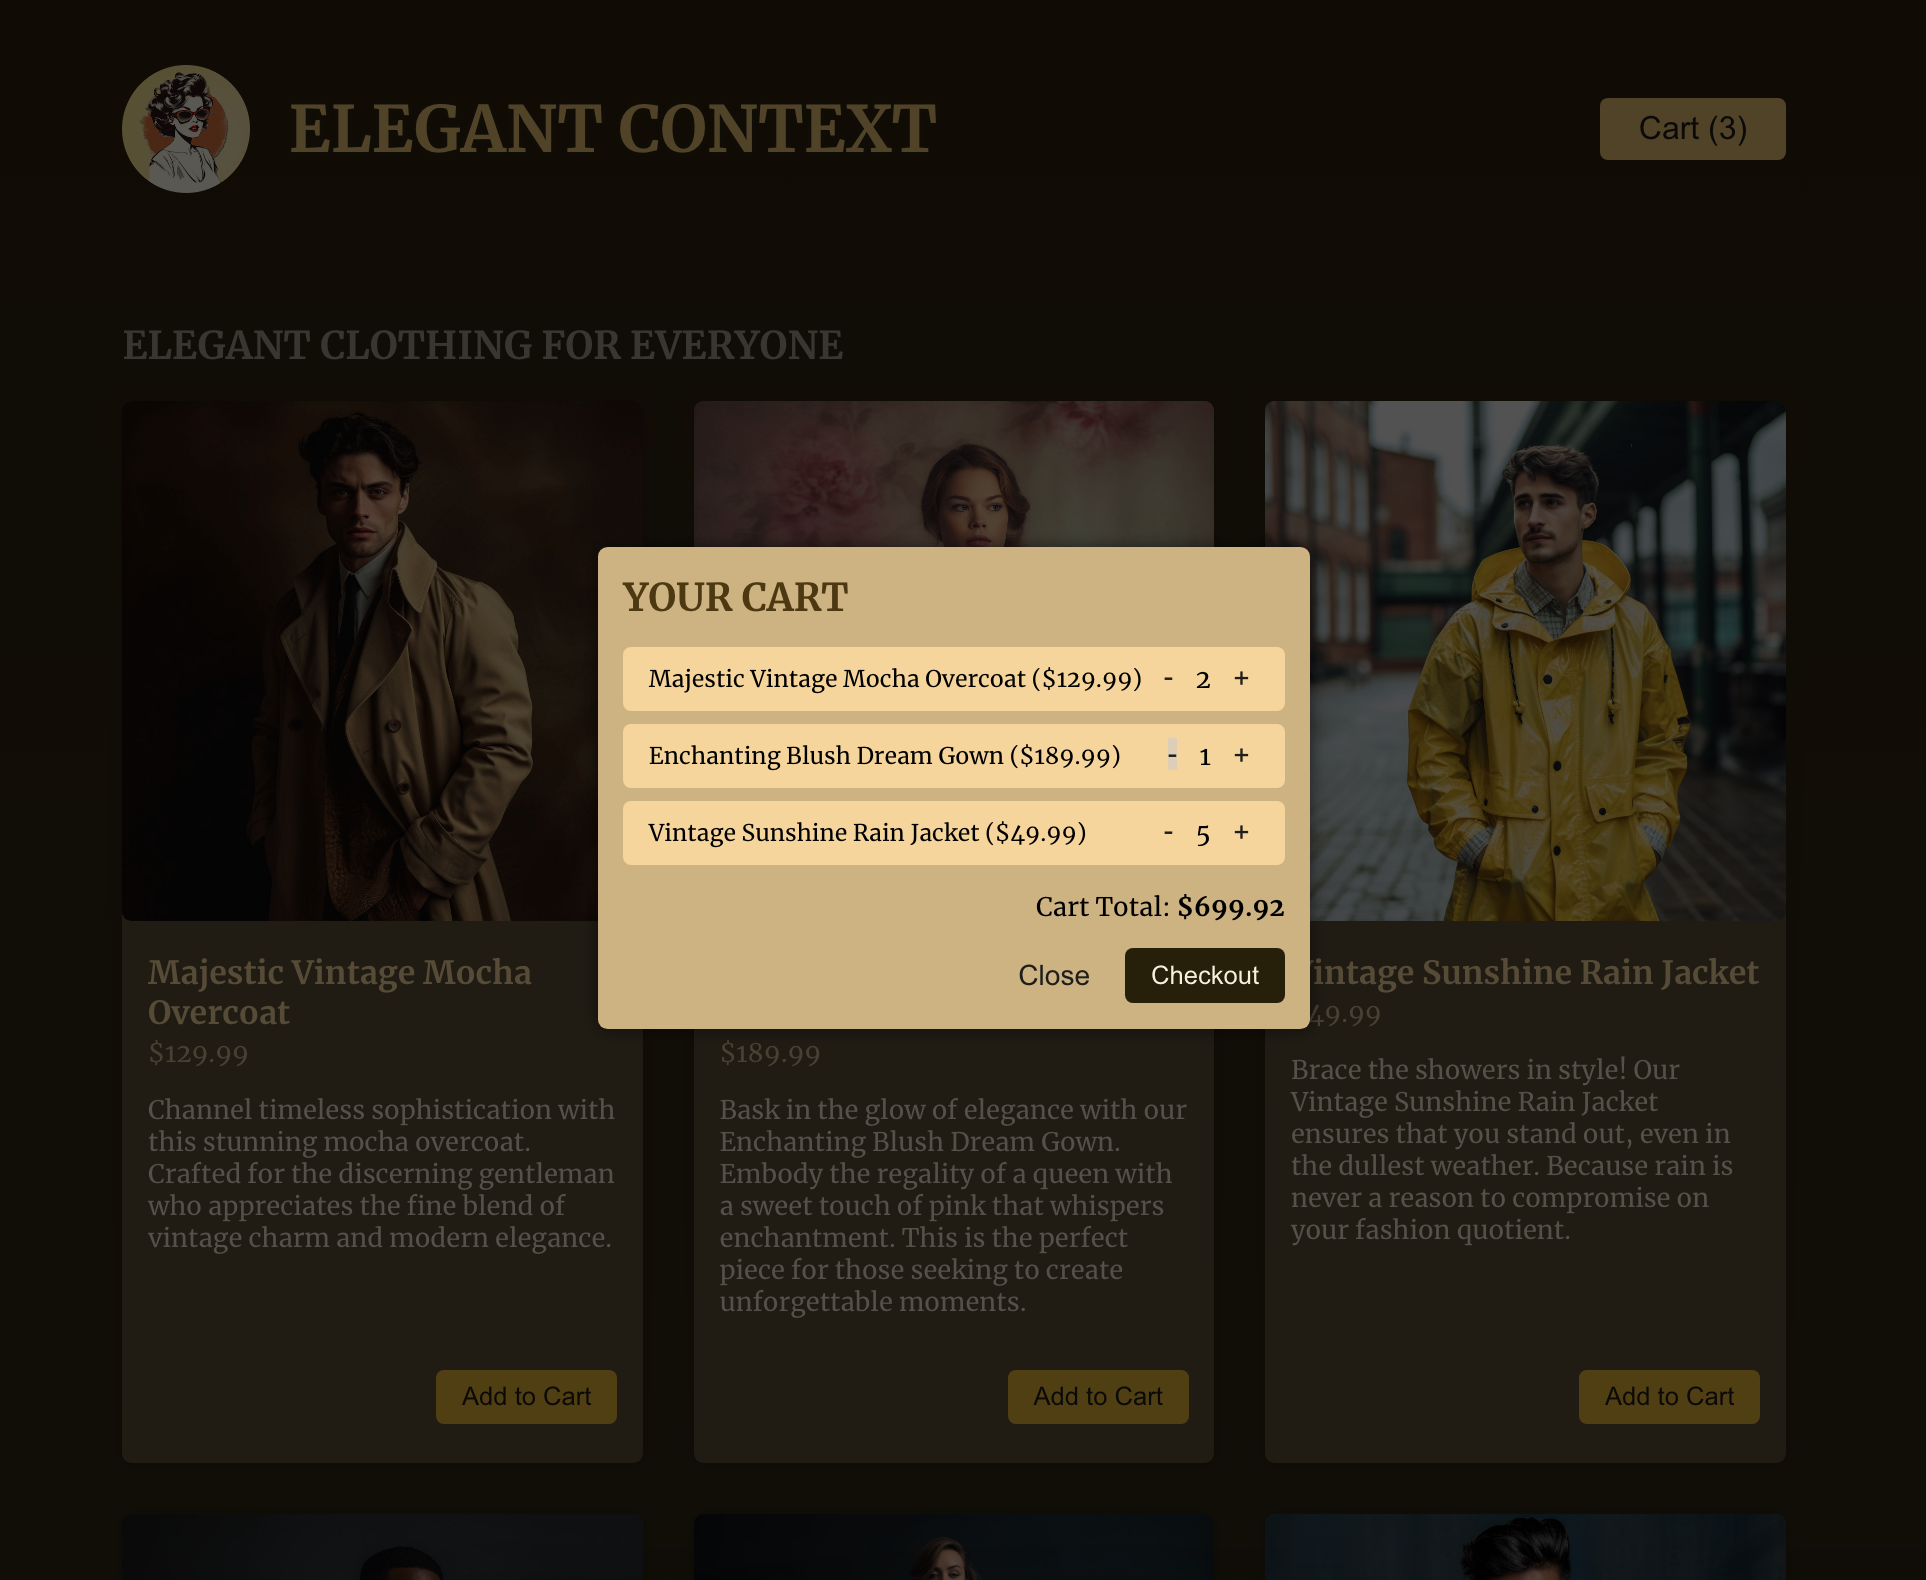 ELEGANT CONTEXT
Cart (3)
ELEGANT CLOTHING FOR EVERYONE
YOUR CART
Majestic Vintage Mocha Overcoat ($129.99) - 2 +
Enchanting Blush Dream Gown ($189.99) - 1 +
Vintage Sunshine Rain Jacket ($49.99) - 5 +
Cart Total: $699.92
Close
Checkout
Majestic Vintage Mocha
Overcoat
$129.99
Channel timeless sophistication with
this stunning mocha overcoat.
Crafted for the discerning gentleman
who appreciates the fine blend of
vintage charm and modern elegance.
Add to Cart
$189.99
Bask in the glow of elegance with our
Enchanting Blush Dream Gown.
Embody the regality of a queen with
a sweet touch of pink that whispers
enchantment. This is the perfect
piece for those seeking to create
unforgettable moments.
Add to Cart
Vintage Sunshine Rain Jacket
49.99
Brace the showers in style! Our
Vintage Sunshine Rain Jacket
ensures that you stand out, even in
the dullest weather. Because rain is
never a reason to compromise on
your fashion quotient.
Add to Cart